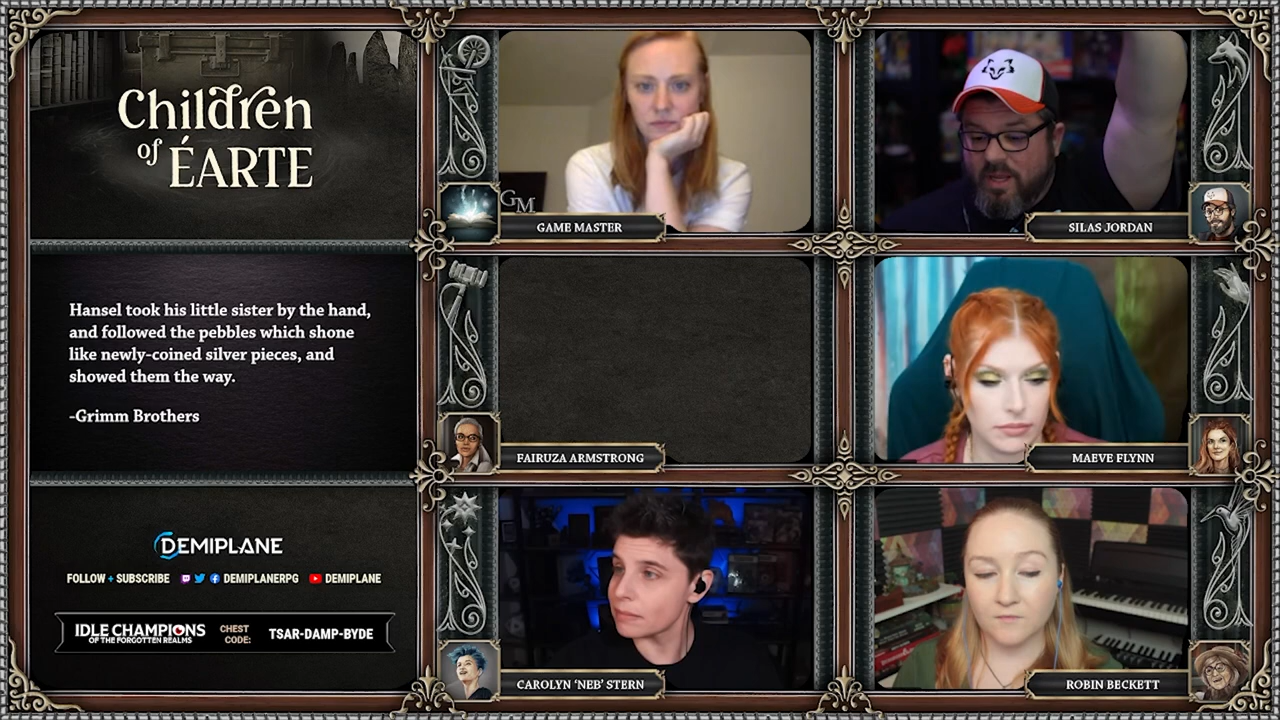 Children
of ÉARTE
Hansel took his little sister by the hand,
and followed the pebbles which shone
like newly-coined silver pieces, and
showed them the way.
-Grimm Brothers
DEMIPLANE
FOLLOW + SUBSCRIBE DEMIPLANERPG DEMIPLANE
IDLE CHAMPIONS
OF THE FORGOTTEN REALMS
CHEST
CODE:
TSAR-DAMP-BYDE
GM
GAME MASTER
SILAS JORDAN
FAIRUZA ARMSTRONG
MAEVE FLYNN
CAROLYN ‘NEB’ STERN
ROBIN BECKETT